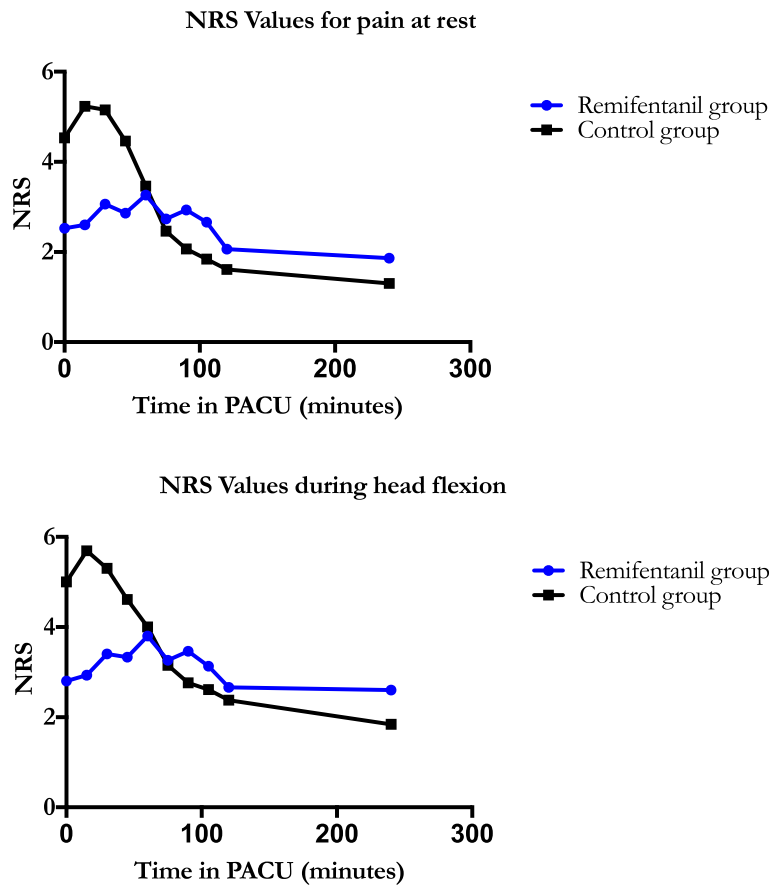 NRS Values for pain at rest
6
4
2
0
NRS
0 100 200 300
Time in PACU (minutes)
Remifentanil group
Control group
NRS Values during head flexion
6
4
2
0
NRS
0 100 200 300
Time in PACU (minutes)
Remifentanil group
Control group